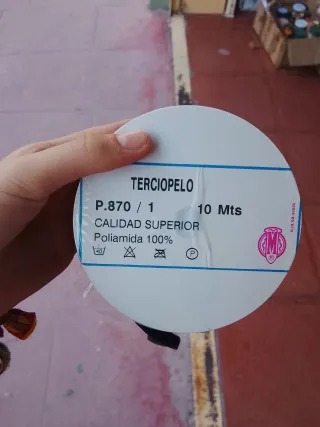 TERCIOPELO
P.870 / 1 10 Mts
CALIDAD SUPERIOR
Poliamida 100%
P